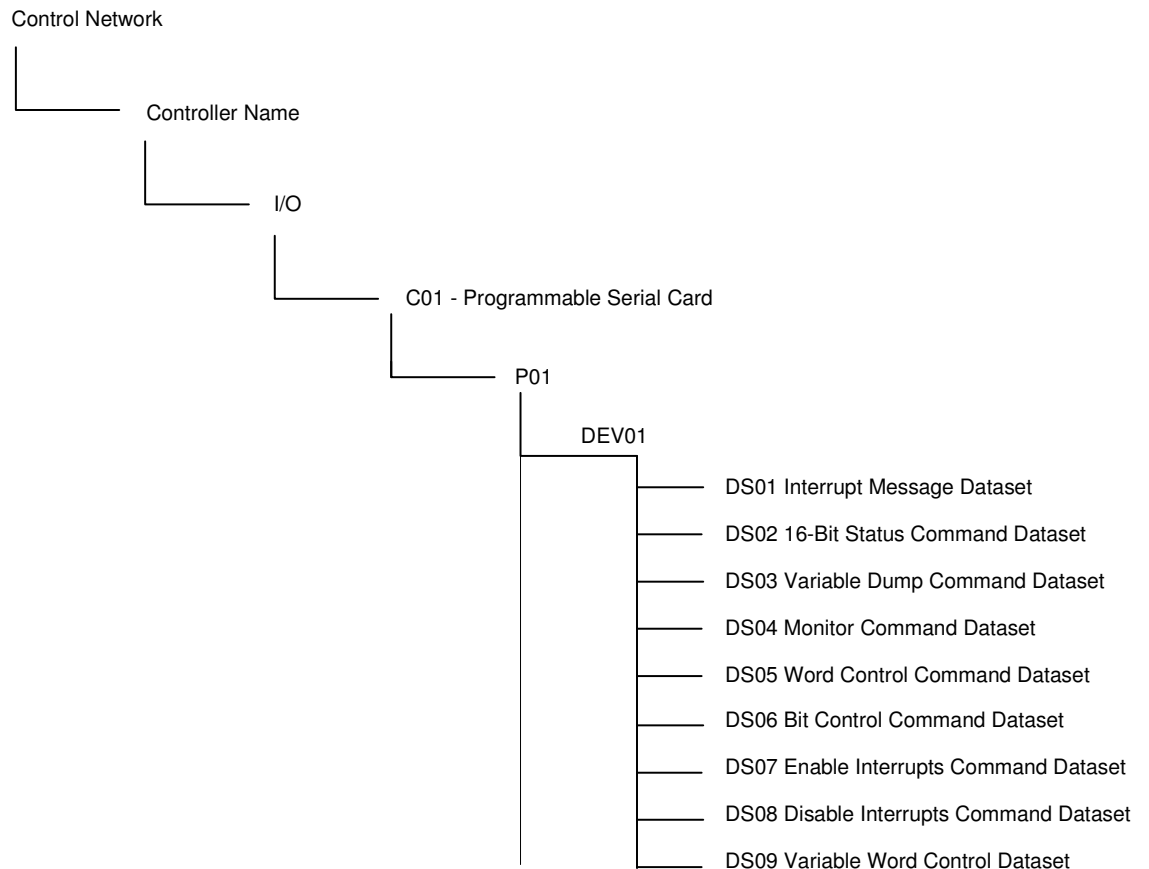 Control Network
Controller Name
I/O
C01 - Programmable Serial Card
P01
DEV01
DS01 Interrupt Message Dataset
DS02 16-Bit Status Command Dataset
DS03 Variable Dump Command Dataset
DS04 Monitor Command Dataset
DS05 Word Control Command Dataset
DS06 Bit Control Command Dataset
DS07 Enable Interrupts Command Dataset
DS08 Disable Interrupts Command Dataset
DS09 Variable Word Control Dataset